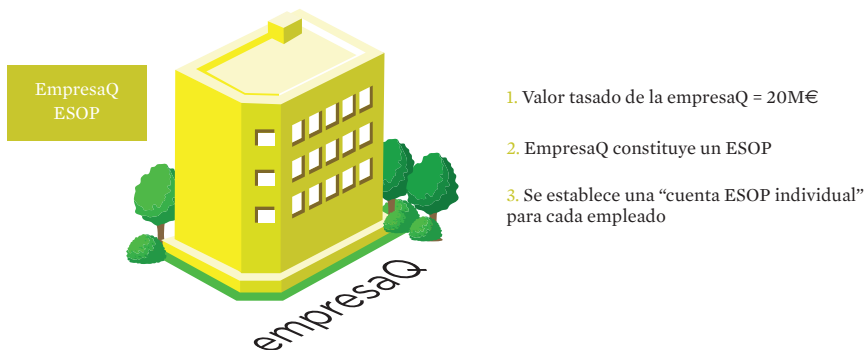 EmpresaQ
ESOP
1. Valor tasado de la empresaQ = 20M€
2. EmpresaQ constituye un ESOP
3. Se establece una “cuenta ESOP individual”
para cada empleado
empresaQ